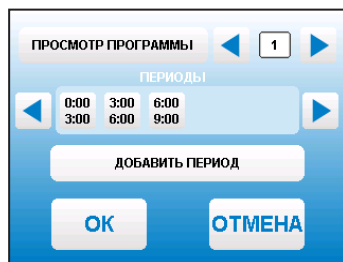 ПРОСМОТР ПРОГРАММЫ 1
ПЕРИОДЫ
0:00 3:00 6:00
3:00 6:00 9:00
ДОБАВИТЬ ПЕРИОД
ОК ОТМЕНА